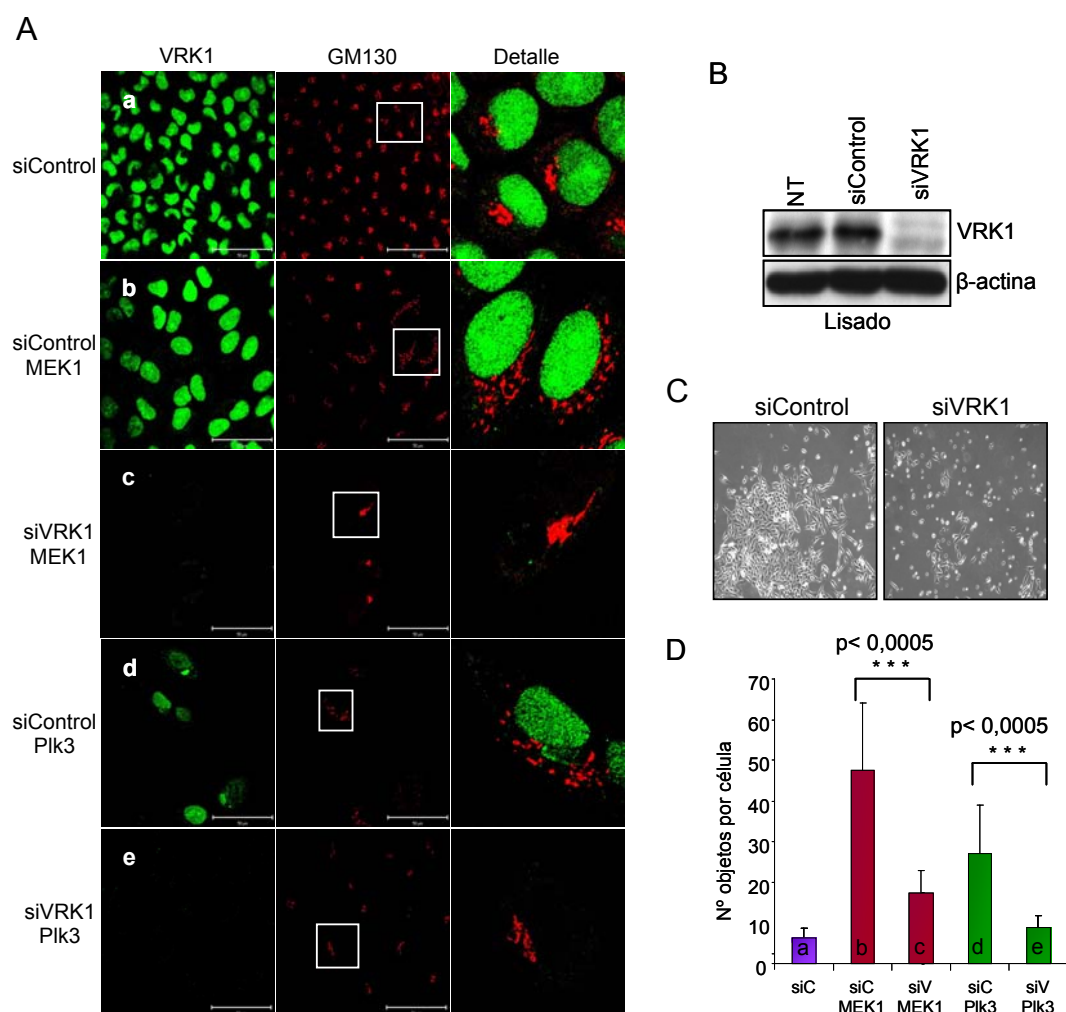 A
VRK1
GM130
Detalle
a
siControl
b
siControl
MEK1
c
siVRK1
MEK1
d
siControl
Plk3
e
siVRK1
Plk3
B
NT
siControl
siVRK1
VRK1
β-actina
Lisado
C
siControl
siVRK1
D
p< 0,0005
* * *
p< 0,0005
* * *
Nº objetos por célula
70
60
50
40
30
20
10
0
a
b
c
d
e
siC
siC
MEK1
siV
MEK1
siC
Plk3
siV
Plk3